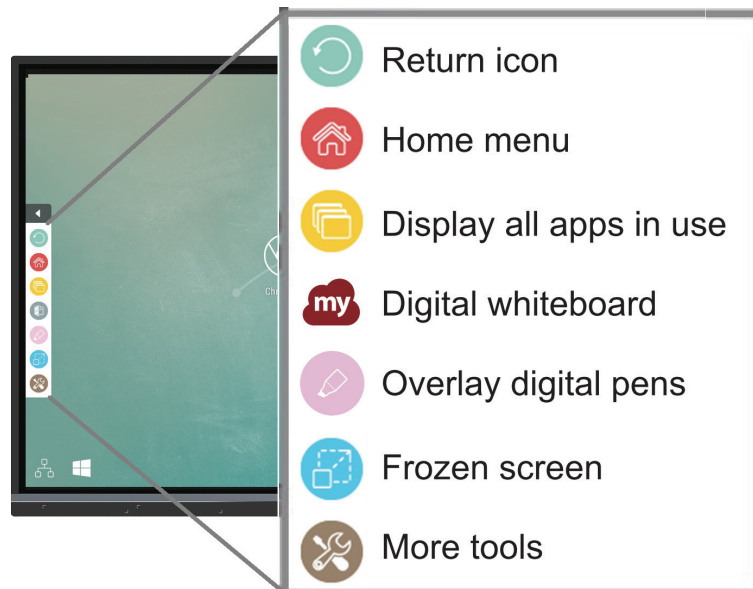 Return icon
Home menu
Display all apps in use
my Digital whiteboard
Overlay digital pens
Frozen screen
More tools
Chr